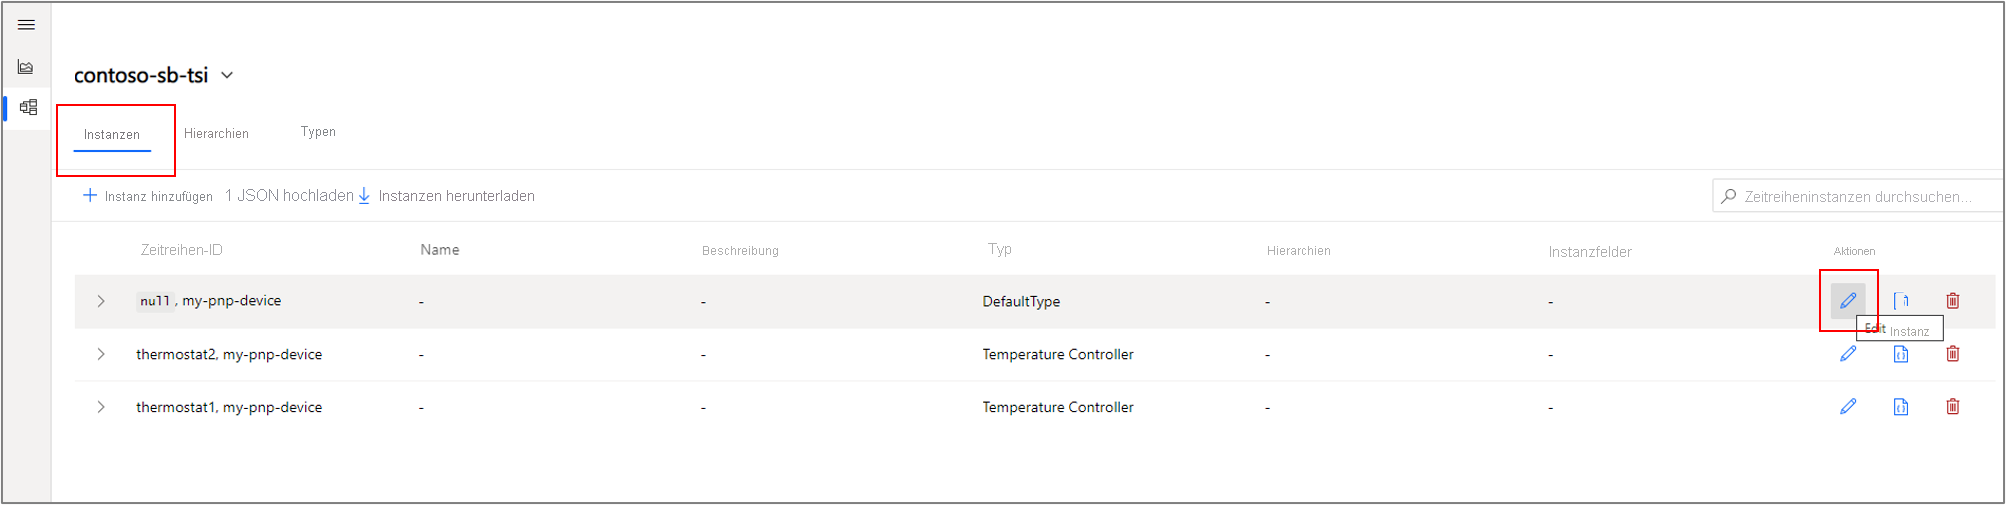 contoso-sb-tsi
Instanzen Hierarchien Typen
Instanz hinzufügen 1 JSON hochladen Instanzen herunterladen Zeitreiheninstanzen durchsuchen...
Zeitreihen-ID Name Beschreibung Typ Hierarchien Instanzfelder Aktionen
null, my-pnp-device - - DefaultType - -
Edit Instanz
thermostat2, my-pnp-device - - Temperature Controller - -
thermostat1, my-pnp-device - - Temperature Controller - -